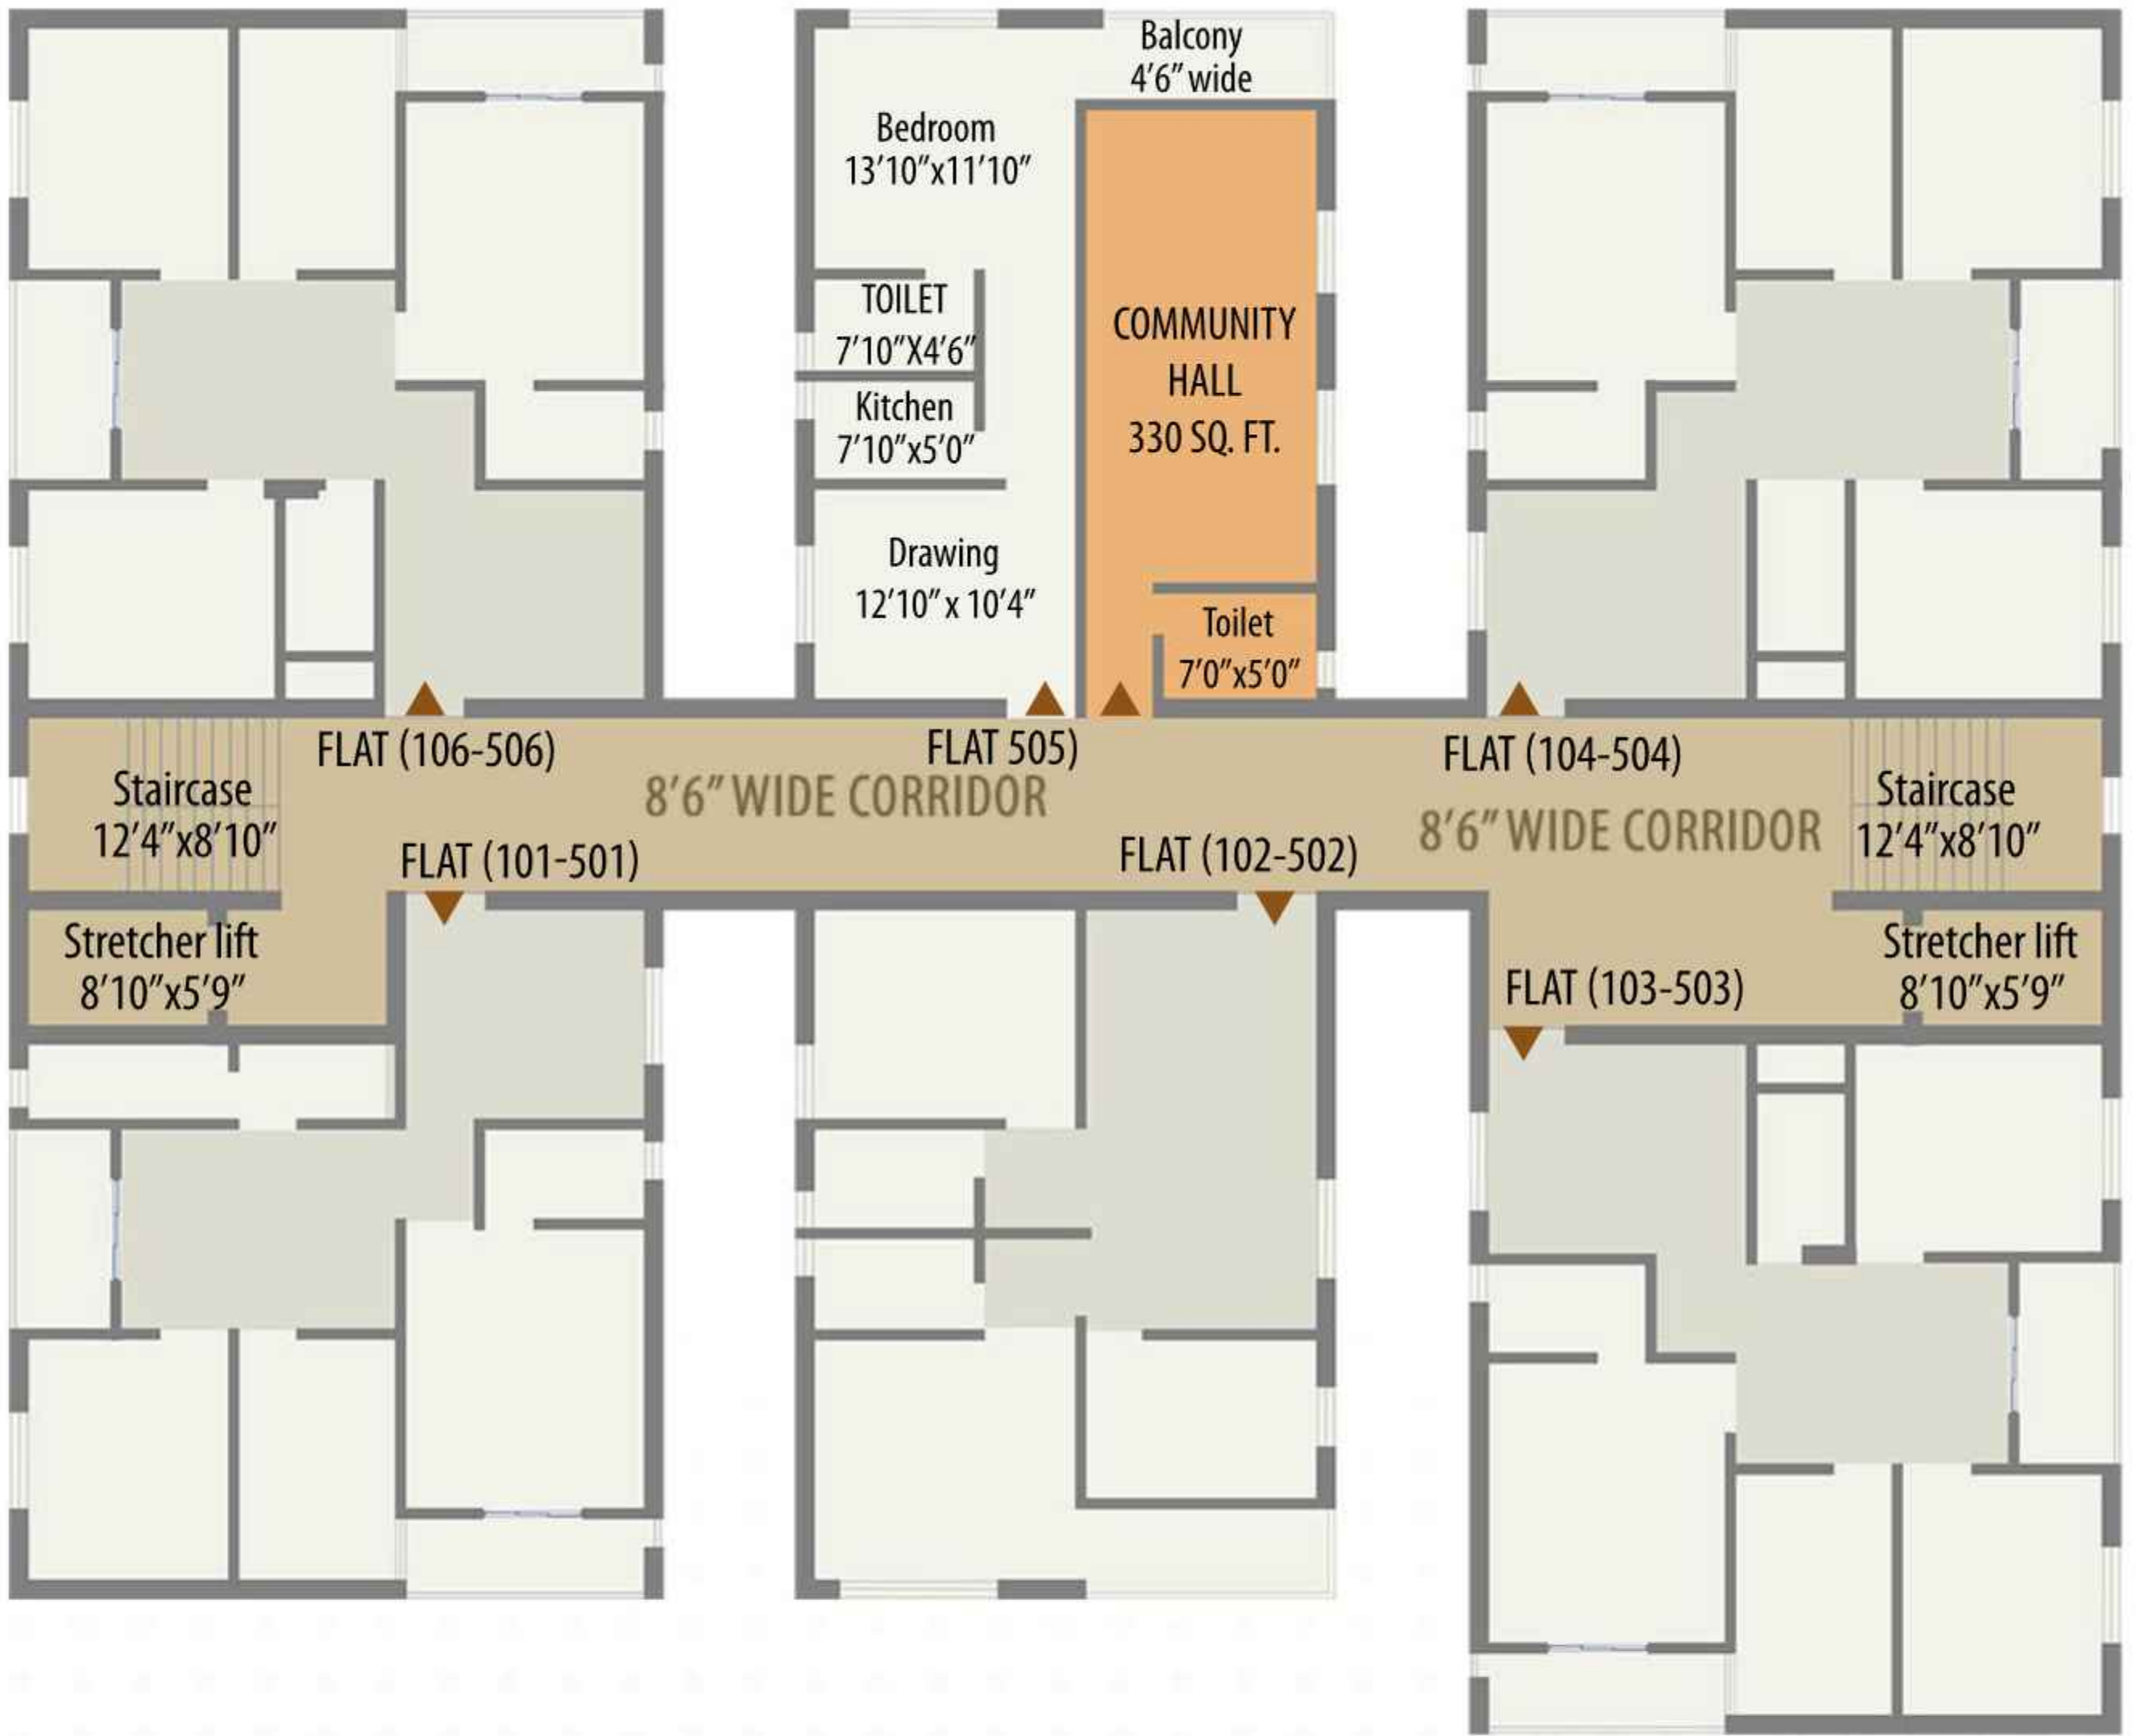 Balcony
4’6” wide
Bedroom
13’10”x11’10”
TOILET
7’10”X4’6”
Kitchen
7’10”x5’0”
COMMUNITY
HALL
330 SQ. FT.
Drawing
12’10” x 10’4”
Toilet
7’0”x5’0”
FLAT (106-506)
FLAT 505)
FLAT (104-504)
Staircase
12’4”x8’10”
8’6” WIDE CORRIDOR
8’6” WIDE CORRIDOR
Staircase
12’4”x8’10”
FLAT (101-501)
FLAT (102-502)
Stretcher lift
8’10”x5’9”
FLAT (103-503)
Stretcher lift
8’10”x5’9”